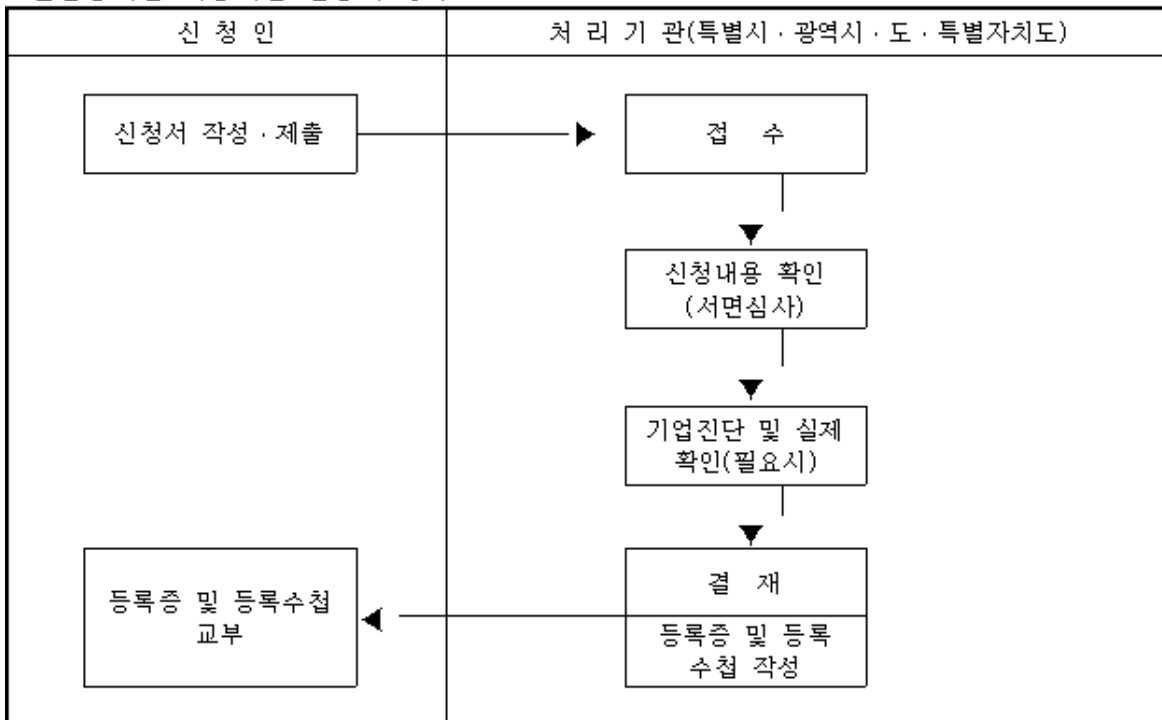 신 청 인
처 리 기 관(특별시 · 광역시 · 도 · 특별자치도)
신청서 작성 · 제출
접 수
신청내용 확인
(서면심사)
기업진단 및 실제
확인(필요시)
등록증 및 등록수첩
교부
결 재
등록증 및 등록
수첩 작성